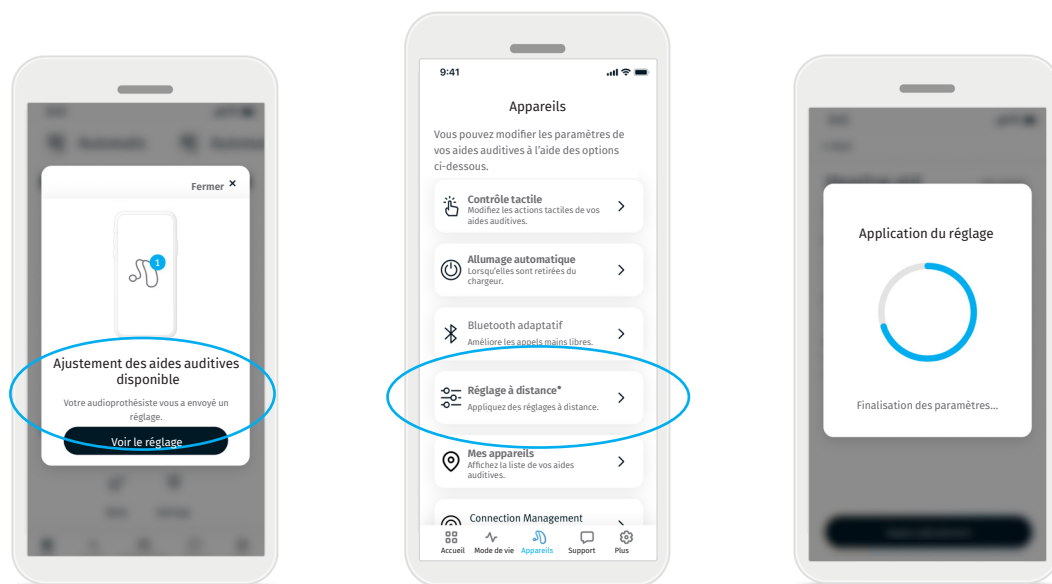 Fermer ×
1
Ajustement des aides auditives
disponible
Votre audioprothésiste vous a envoyé un
réglage.
Voir le réglage
9:41
Appareils
Vous pouvez modifier les paramètres de
vos aides auditives à l'aide des options
ci-dessous.
Contrôle tactile
Modifiez les actions tactiles de vos
aides auditives.
Allumage automatique
Lorsqu'elles sont retirées du
chargeur.
Bluetooth adaptatif
Améliore les appels mains libres.
Réglage à distance*
Appliquez des réglages à distance.
Mes appareils
Affichez la liste de vos aides
auditives.
Connection Management
Accueil Mode de vie Appareils Support Plus
Application du réglage
Finalisation des paramètres...